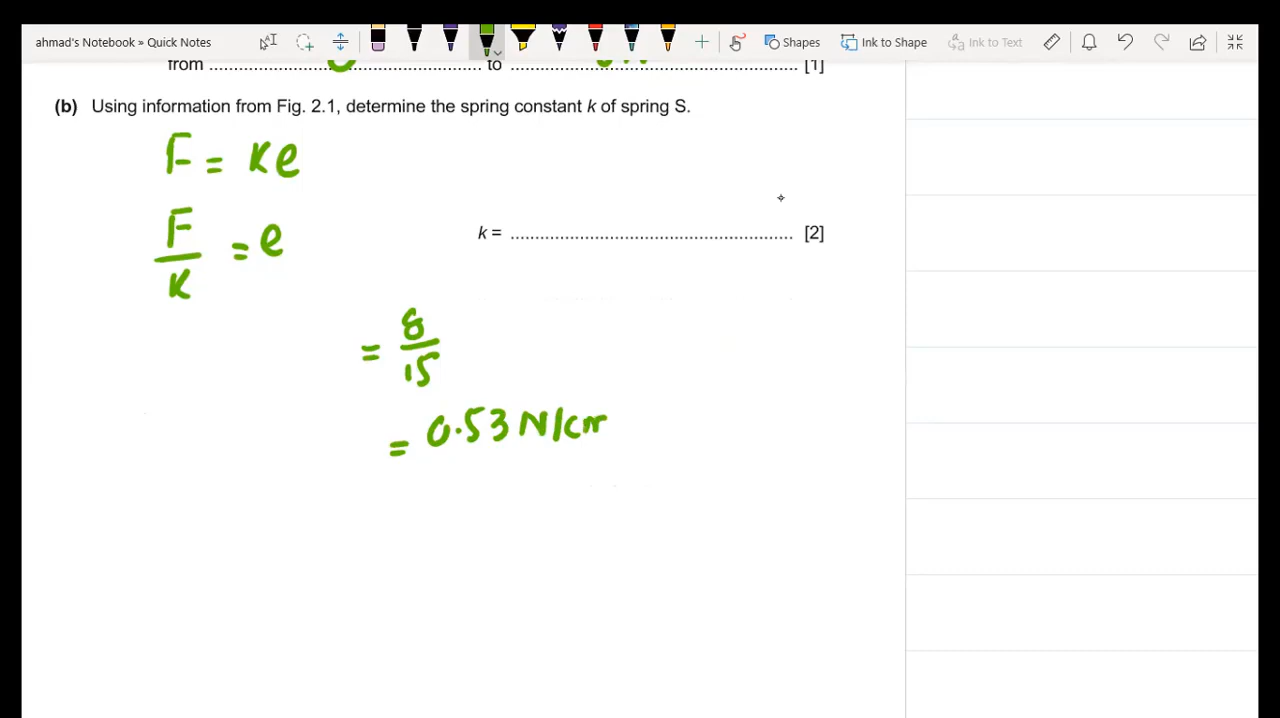 ahmad's Notebook » Quick Notes
Shapes Ink to Shape Ink to Text
from ........ to ........ [1]
(b) Using information from Fig. 2.1, determine the spring constant k of spring S.
F = Ke
F/K = e
k = ........ [2]
= 8/15
= 0.53 N/cm